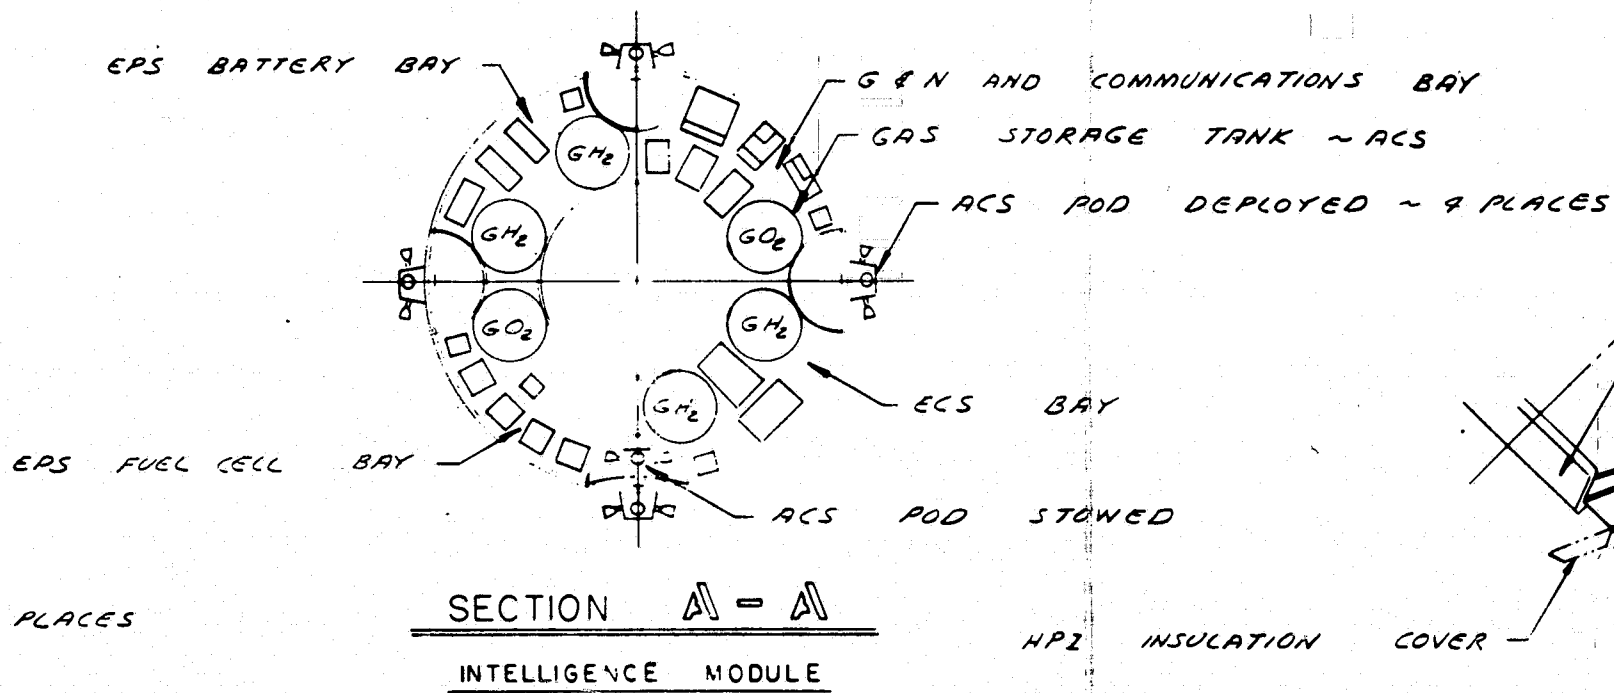 EPS BATTERY BAY
G & N AND COMMUNICATIONS BAY
GAS STORAGE TANK ~ ACS
ACS POD DEPLOYED ~ 4 PLACES
GH2
GH2
GO2
GO2
GH2
GH2
ECS BAY
EPS FUEL CELL BAY
ACS POD STOWED
SECTION A - A
INTELLIGENCE MODULE
PLACES
HPI INSULATION COVER